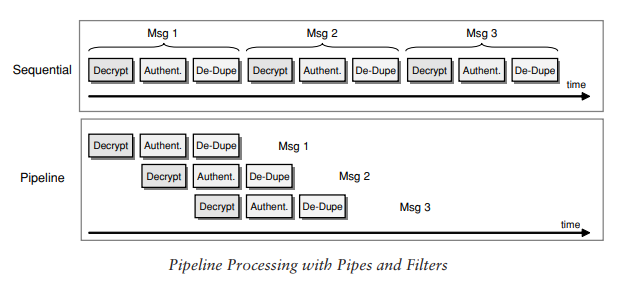 Msg 1 Msg 2 Msg 3
Sequential
Decrypt Authent. De-Dupe Decrypt Authent. De-Dupe Decrypt Authent. De-Dupe
time
Decrypt Authent. De-Dupe Msg 1
Pipeline
Decrypt Authent. De-Dupe Msg 2
Decrypt Authent. De-Dupe Msg 3
time
Pipeline Processing with Pipes and Filters